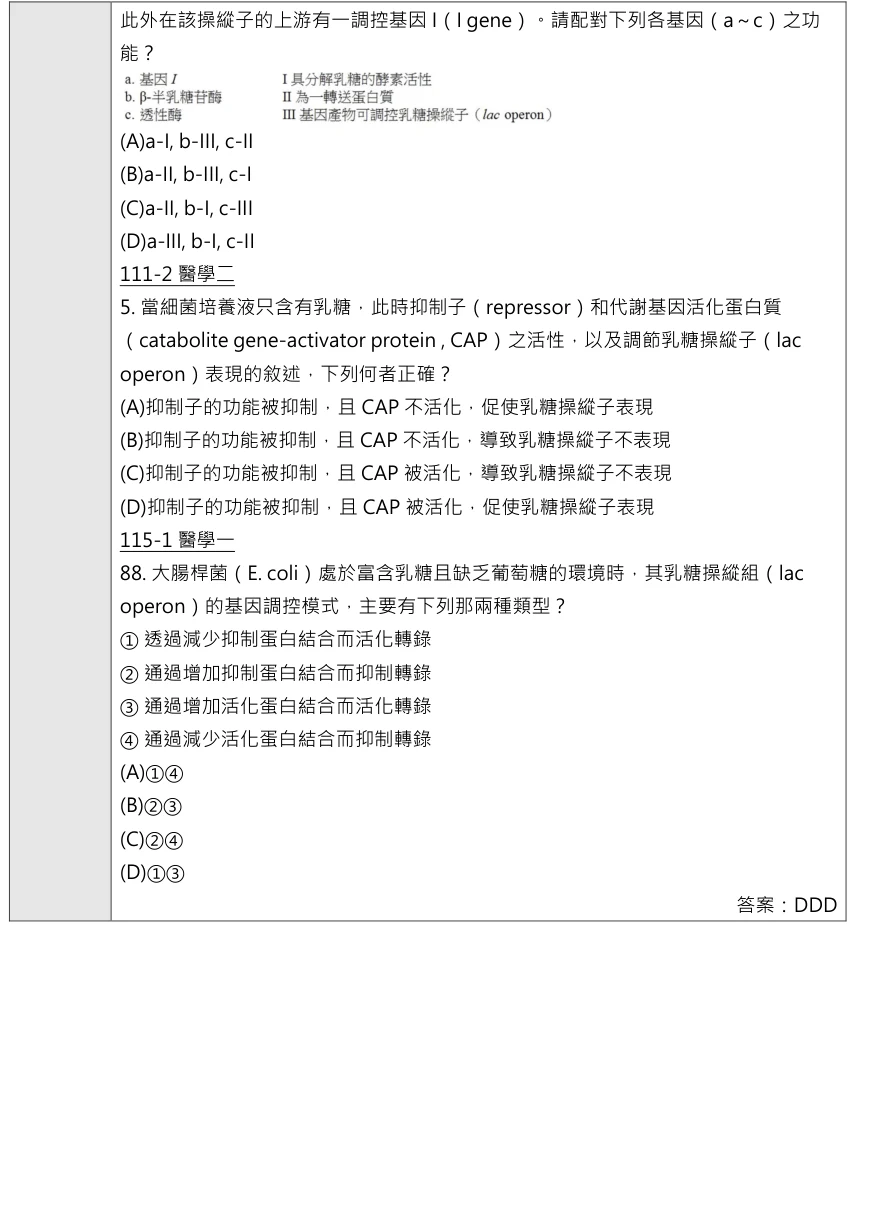 此外在該操縱子的上游有一調控基因 I（I gene）。請配對下列各基因（a～c）之功
能？
a. 基因 I I 具分解乳糖的酵素活性
b. β-半乳糖苷酶 II 為一轉送蛋白質
c. 透性酶 III 基因產物可調控乳糖操縱子（lac operon）
(A)a-I, b-III, c-II
(B)a-II, b-III, c-I
(C)a-II, b-I, c-III
(D)a-III, b-I, c-II
111-2 醫學二
5. 當細菌培養液只含有乳糖，此時抑制子（repressor）和代謝基因活化蛋白質
（catabolite gene-activator protein , CAP）之活性，以及調節乳糖操縱子（lac
operon）表現的敘述，下列何者正確？
(A)抑制子的功能被抑制，且 CAP 不活化，促使乳糖操縱子表現
(B)抑制子的功能被抑制，且 CAP 不活化，導致乳糖操縱子不表現
(C)抑制子的功能被抑制，且 CAP 被活化，導致乳糖操縱子不表現
(D)抑制子的功能被抑制，且 CAP 被活化，促使乳糖操縱子表現
115-1 醫學一
88. 大腸桿菌（E. coli）處於富含乳糖且缺乏葡萄糖的環境時，其乳糖操縱組（lac
operon）的基因調控模式，主要有下列那兩種類型？
① 透過減少抑制蛋白結合而活化轉錄
② 通過增加抑制蛋白結合而抑制轉錄
③ 通過增加活化蛋白結合而活化轉錄
④ 通過減少活化蛋白結合而抑制轉錄
(A)①④
(B)②③
(C)②④
(D)①③
答案：DDD